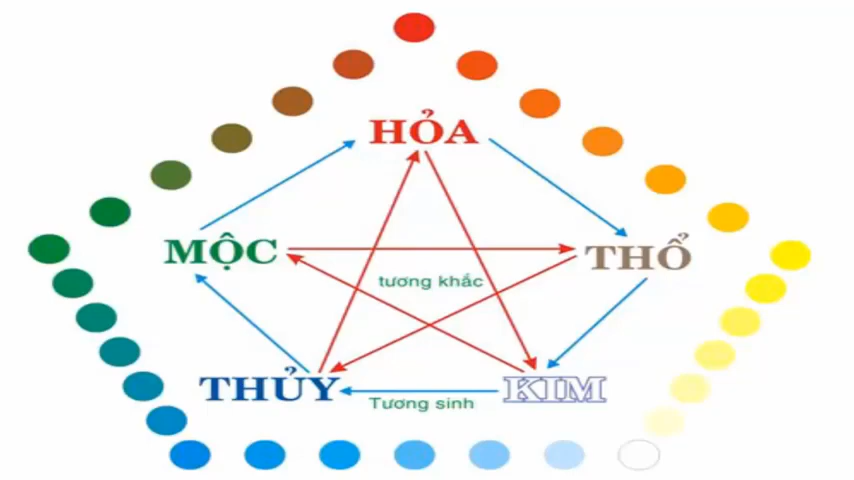 HỎA
MỘC
THỔ
tương khắc
THỦY
KIM
Tương sinh